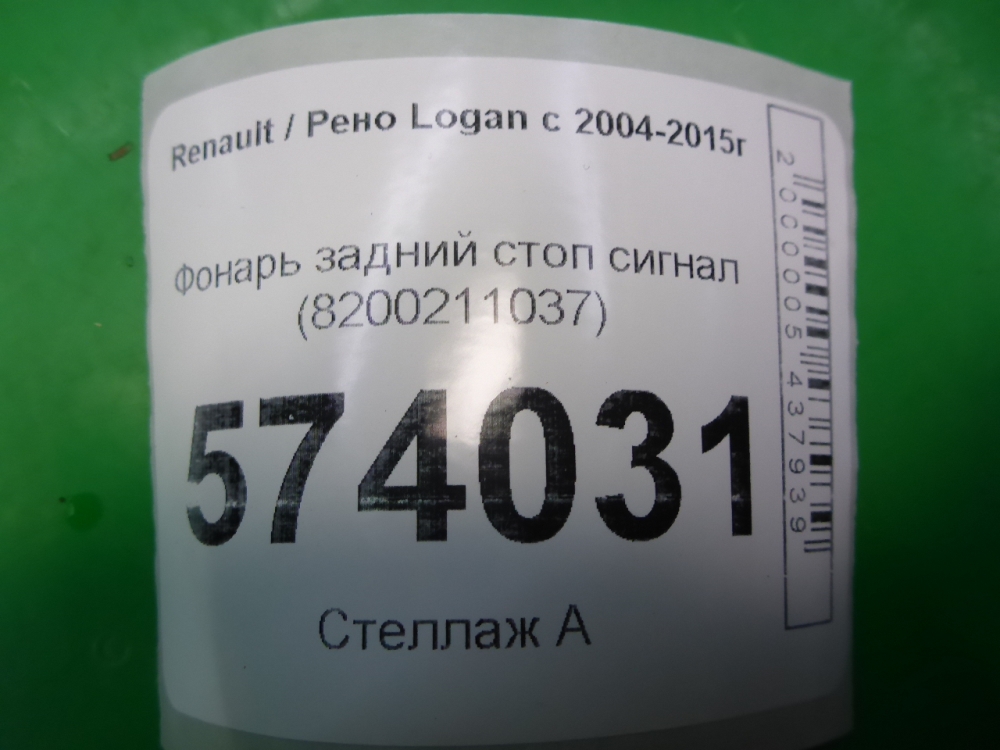 Renault / Рено Logan с 2004-2015г
Фонарь задний стоп сигнал
(8200211037)
574031
Стеллаж А
2000005437939